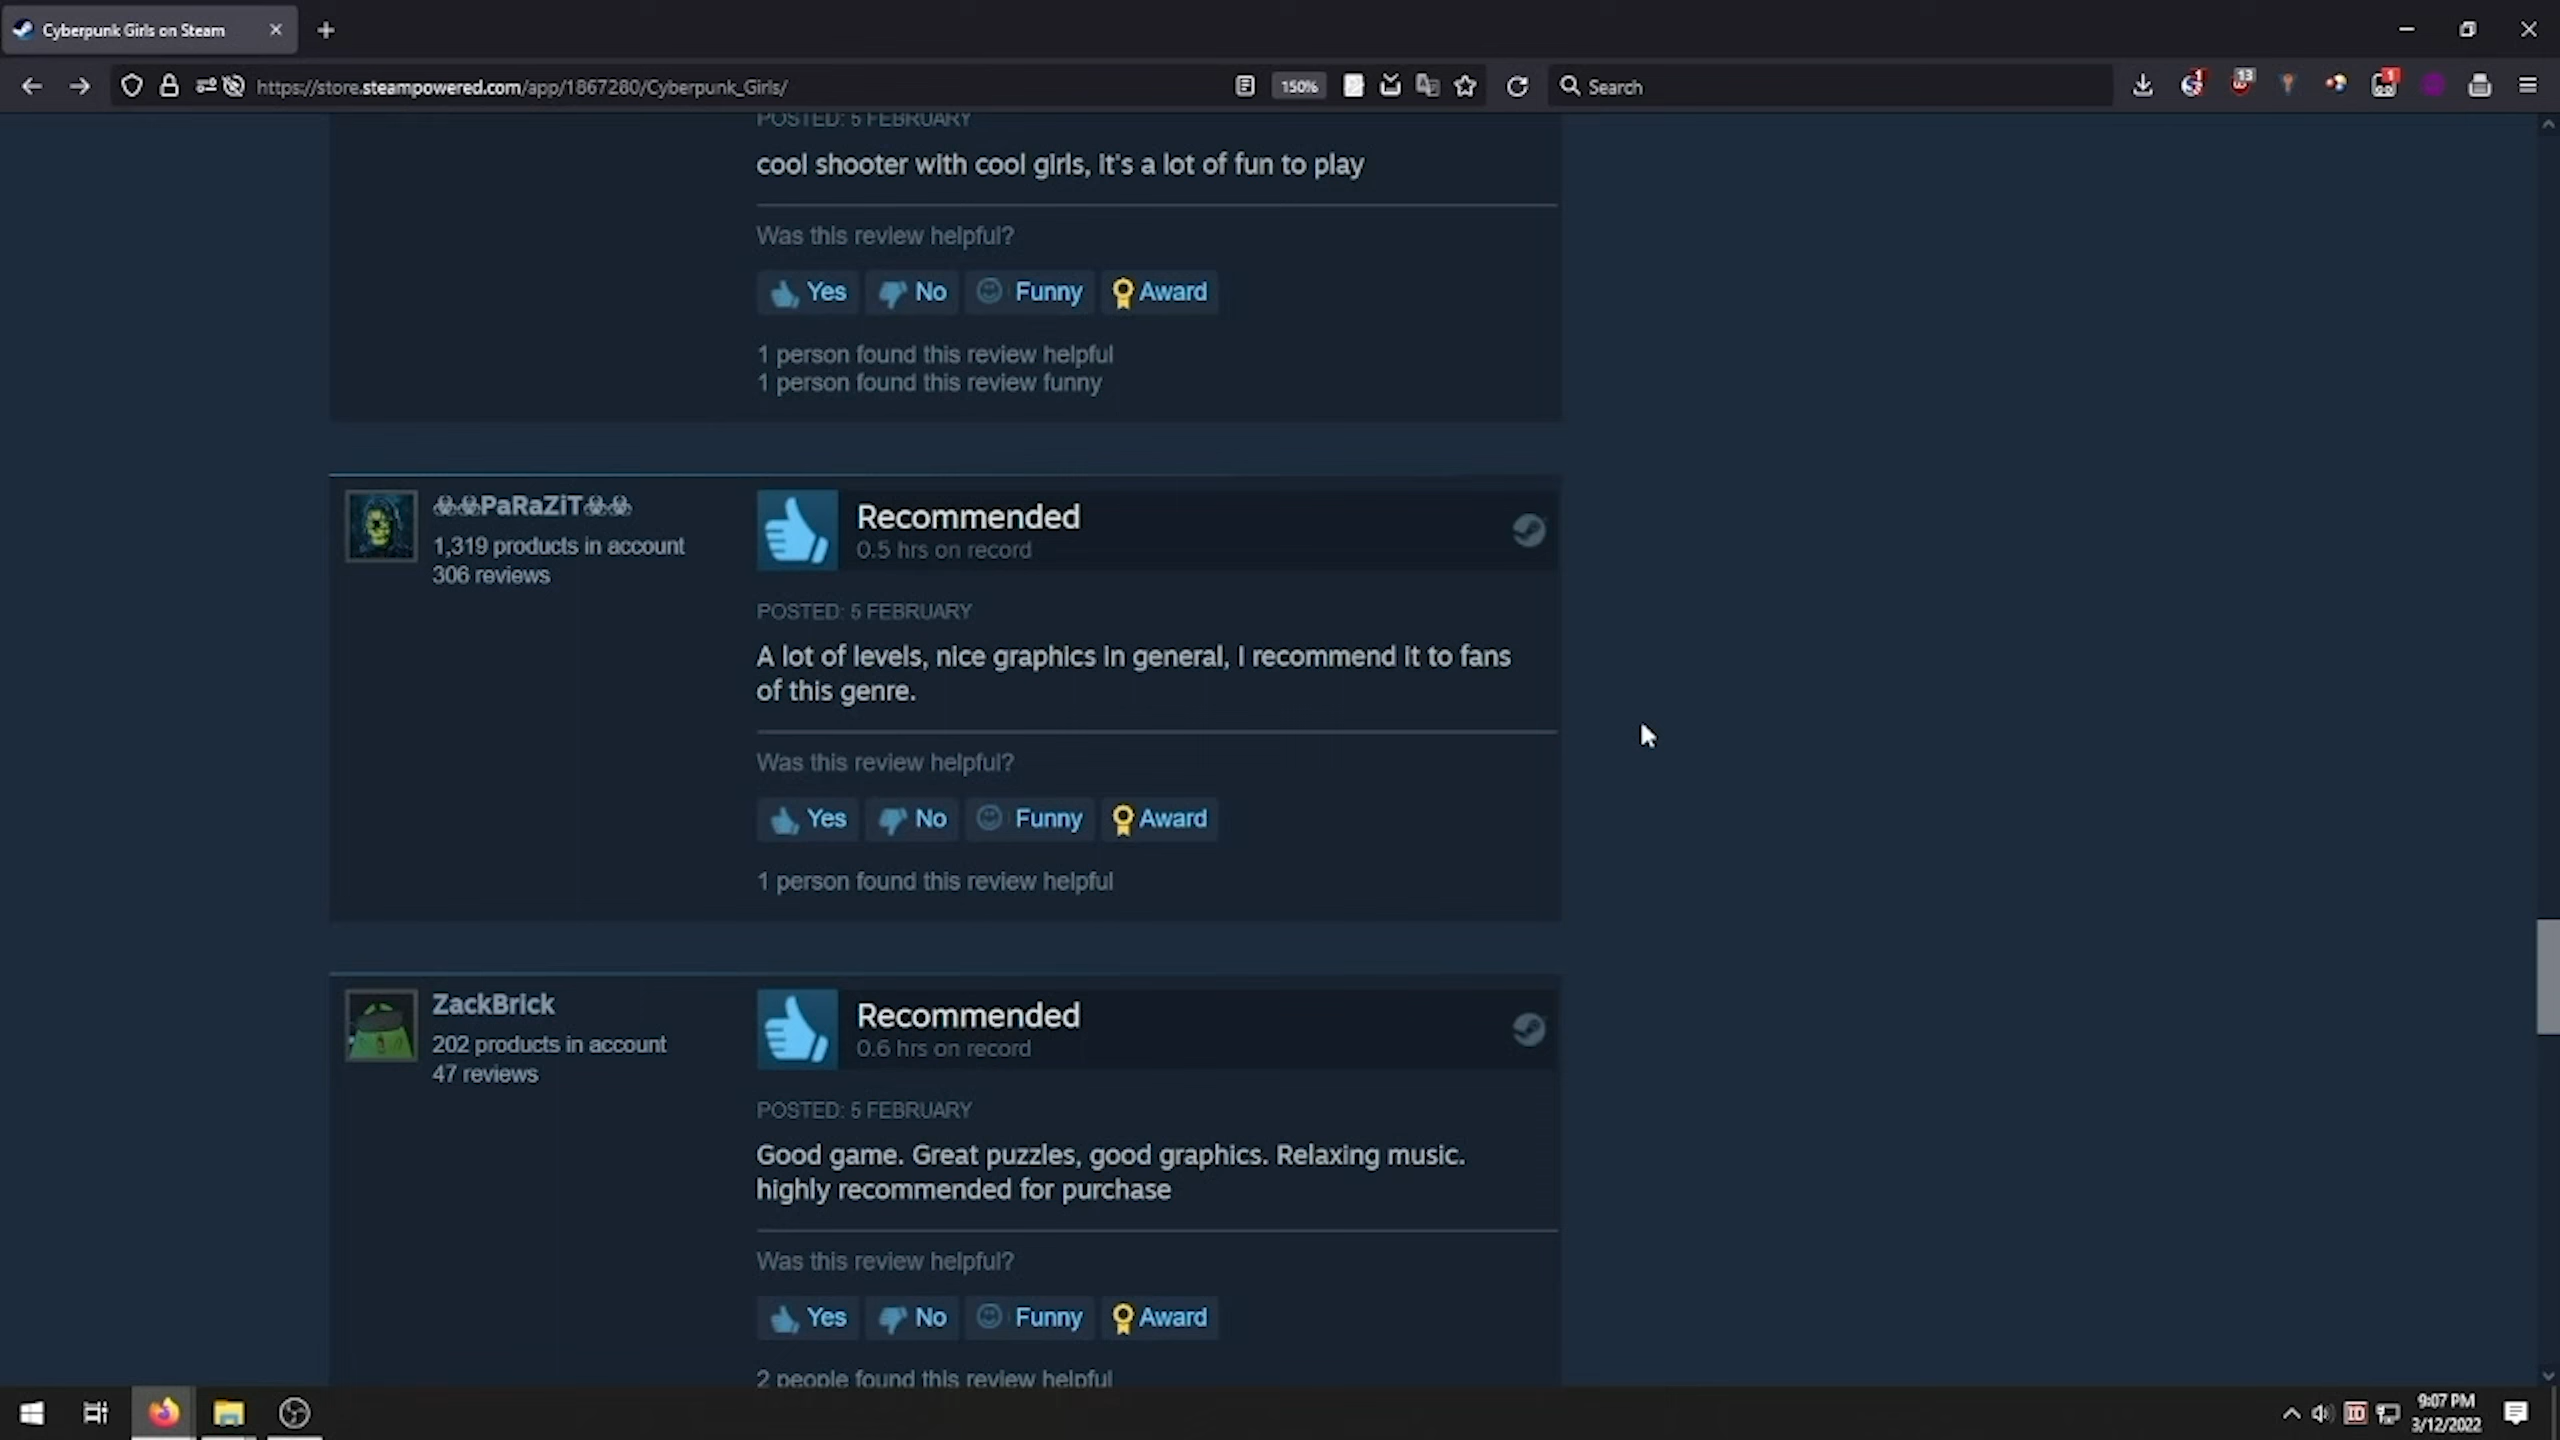 Cyberpunk Girls on Steam
https://store.steampowered.com/app/1867280/Cyberpunk_Girls/
150%
Search
1
13
1
POSTED: 5 FEBRUARY
cool shooter with cool girls, it's a lot of fun to play
Was this review helpful?
Yes No Funny Award
1 person found this review helpful
1 person found this review funny
☣☣PaRaZiT☣☣
1,319 products in account
306 reviews
Recommended
0.5 hrs on record
POSTED: 5 FEBRUARY
A lot of levels, nice graphics in general, I recommend it to fans
of this genre.
Was this review helpful?
Yes No Funny Award
1 person found this review helpful
ZackBrick
202 products in account
47 reviews
Recommended
0.6 hrs on record
POSTED: 5 FEBRUARY
Good game. Great puzzles, good graphics. Relaxing music.
highly recommended for purchase
Was this review helpful?
Yes No Funny Award
2 people found this review helpful
9:07 PM
3/12/2022